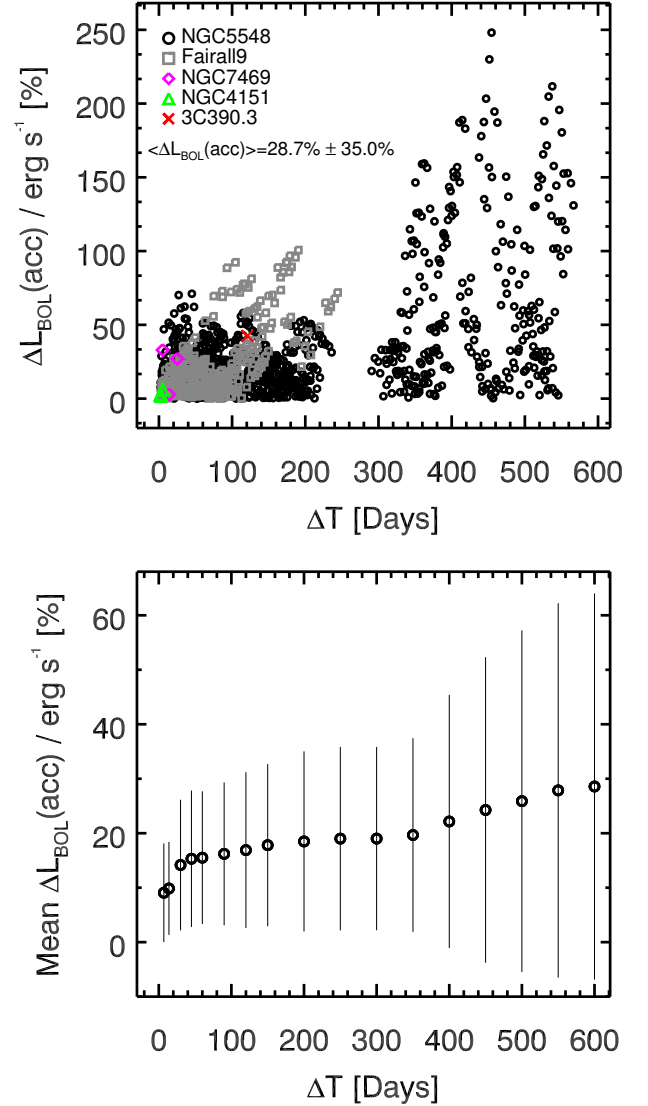 NGC5548
Fairall9
NGC7469
NGC4151
3C390.3
<ΔL_BOL(acc)>=28.7% ± 35.0%
ΔL_BOL(acc) / erg s⁻¹ [%]
250
200
150
100
50
0
0 100 200 300 400 500 600
ΔT [Days]
Mean ΔL_BOL(acc) / erg s⁻¹ [%]
60
40
20
0
0 100 200 300 400 500 600
ΔT [Days]